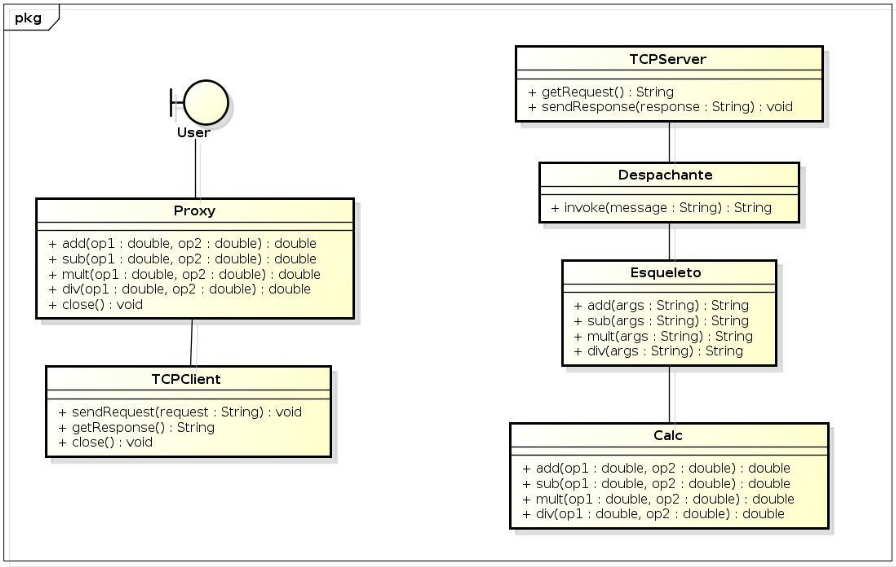 pkg
User
Proxy
+ add(op1 : double, op2 : double) : double
+ sub(op1 : double, op2 : double) : double
+ mult(op1 : double, op2 : double) : double
+ div(op1 : double, op2 : double) : double
+ close() : void
TCPClient
+ sendRequest(request : String) : void
+ getResponse() : String
+ close() : void
TCPServer
+ getRequest() : String
+ sendResponse(response : String) : void
Despachante
+ invoke(message : String) : String
Esqueleto
+ add(args : String) : String
+ sub(args : String) : String
+ mult(args : String) : String
+ div(args : String) : String
Calc
+ add(op1 : double, op2 : double) : double
+ sub(op1 : double, op2 : double) : double
+ mult(op1 : double, op2 : double) : double
+ div(op1 : double, op2 : double) : double